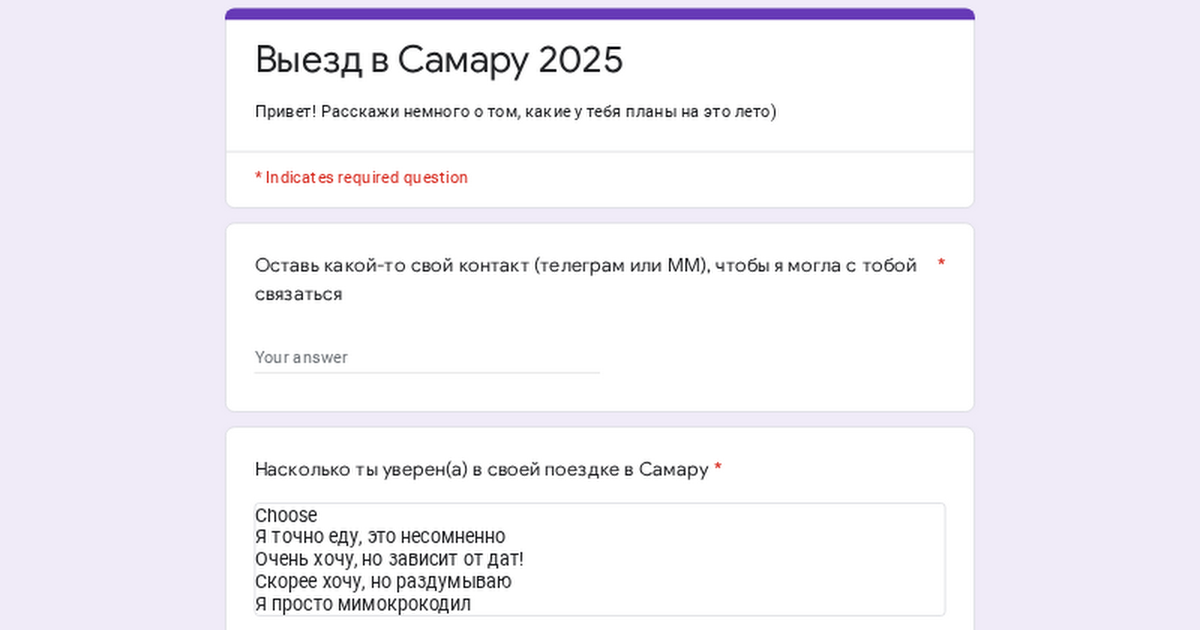 Выезд в Самару 2025
Привет! Расскажи немного о том, какие у тебя планы на это лето)
* Indicates required question
Оставь какой-то свой контакт (телеграм или ММ), чтобы я могла с тобой *
связаться
Your answer
Насколько ты уверен(а) в своей поездке в Самару *
Choose
Я точно еду, это несомненно
Очень хочу, но зависит от дат!
Скорее хочу, но раздумываю
Я просто мимокрокодил